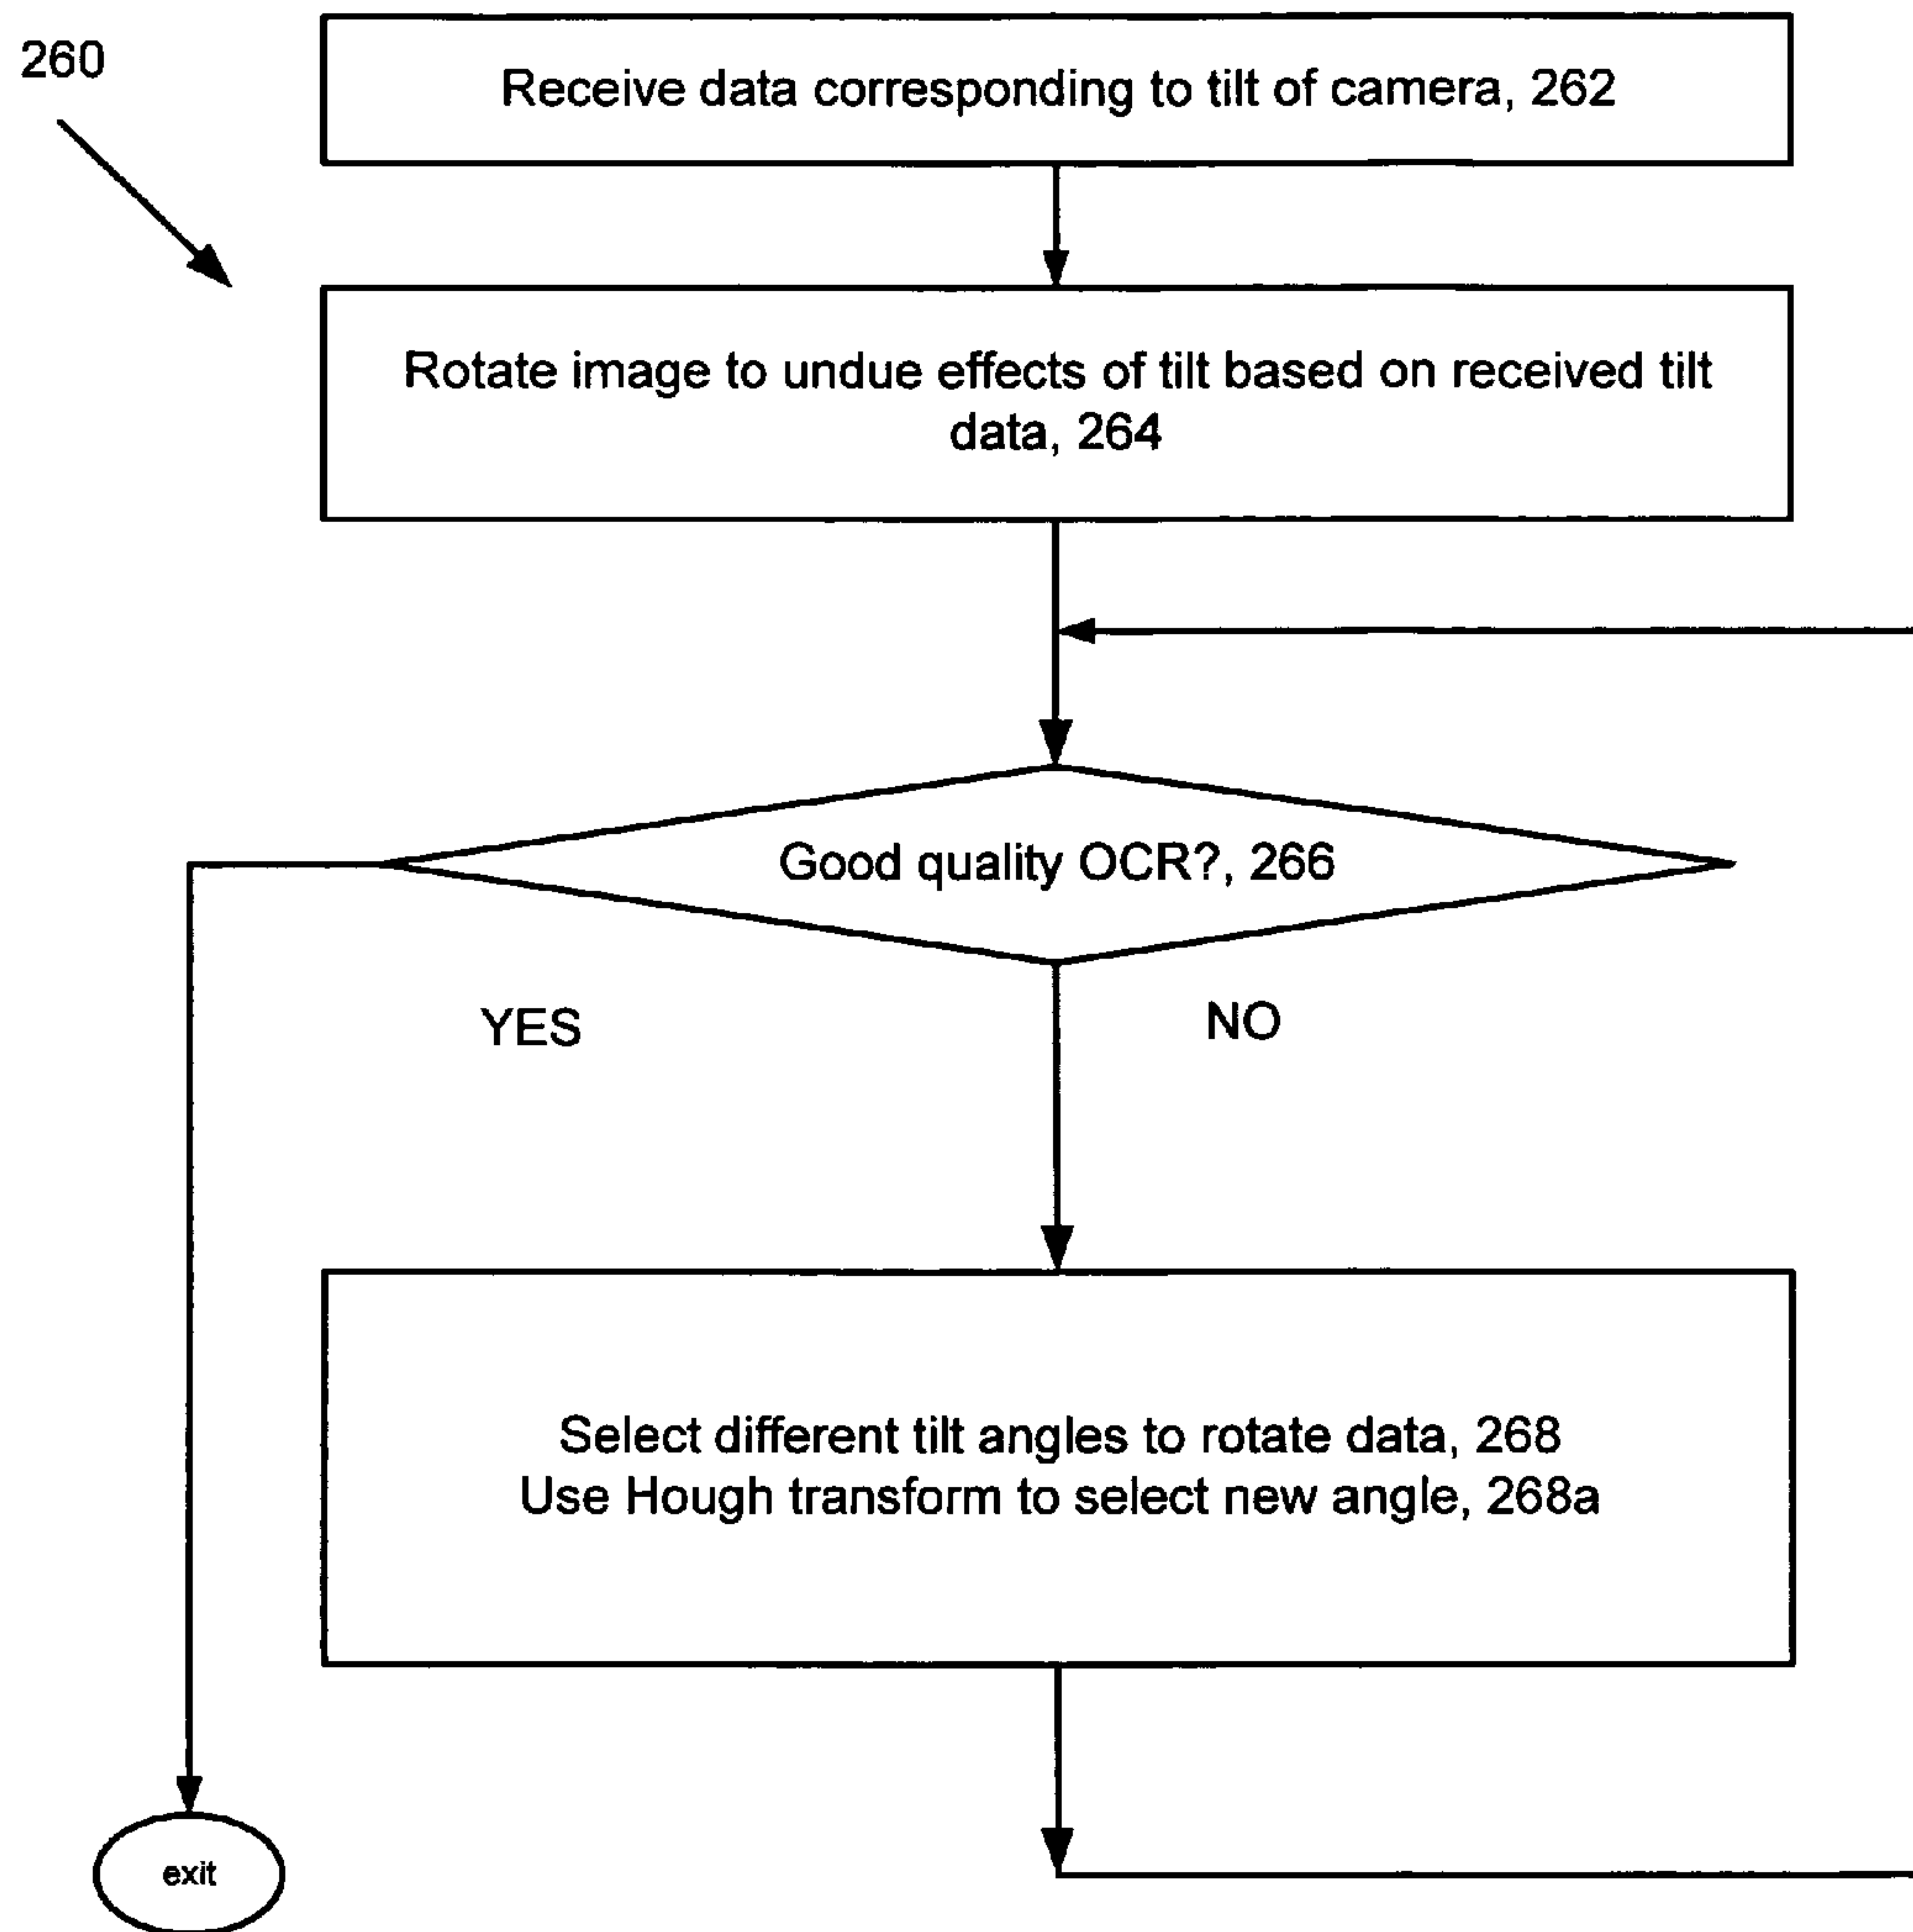 260
Receive data corresponding to tilt of camera, 262
Rotate image to undue effects of tilt based on received tilt
data, 264
Good quality OCR?, 266
YES
NO
Select different tilt angles to rotate data, 268
Use Hough transform to select new angle, 268a
exit